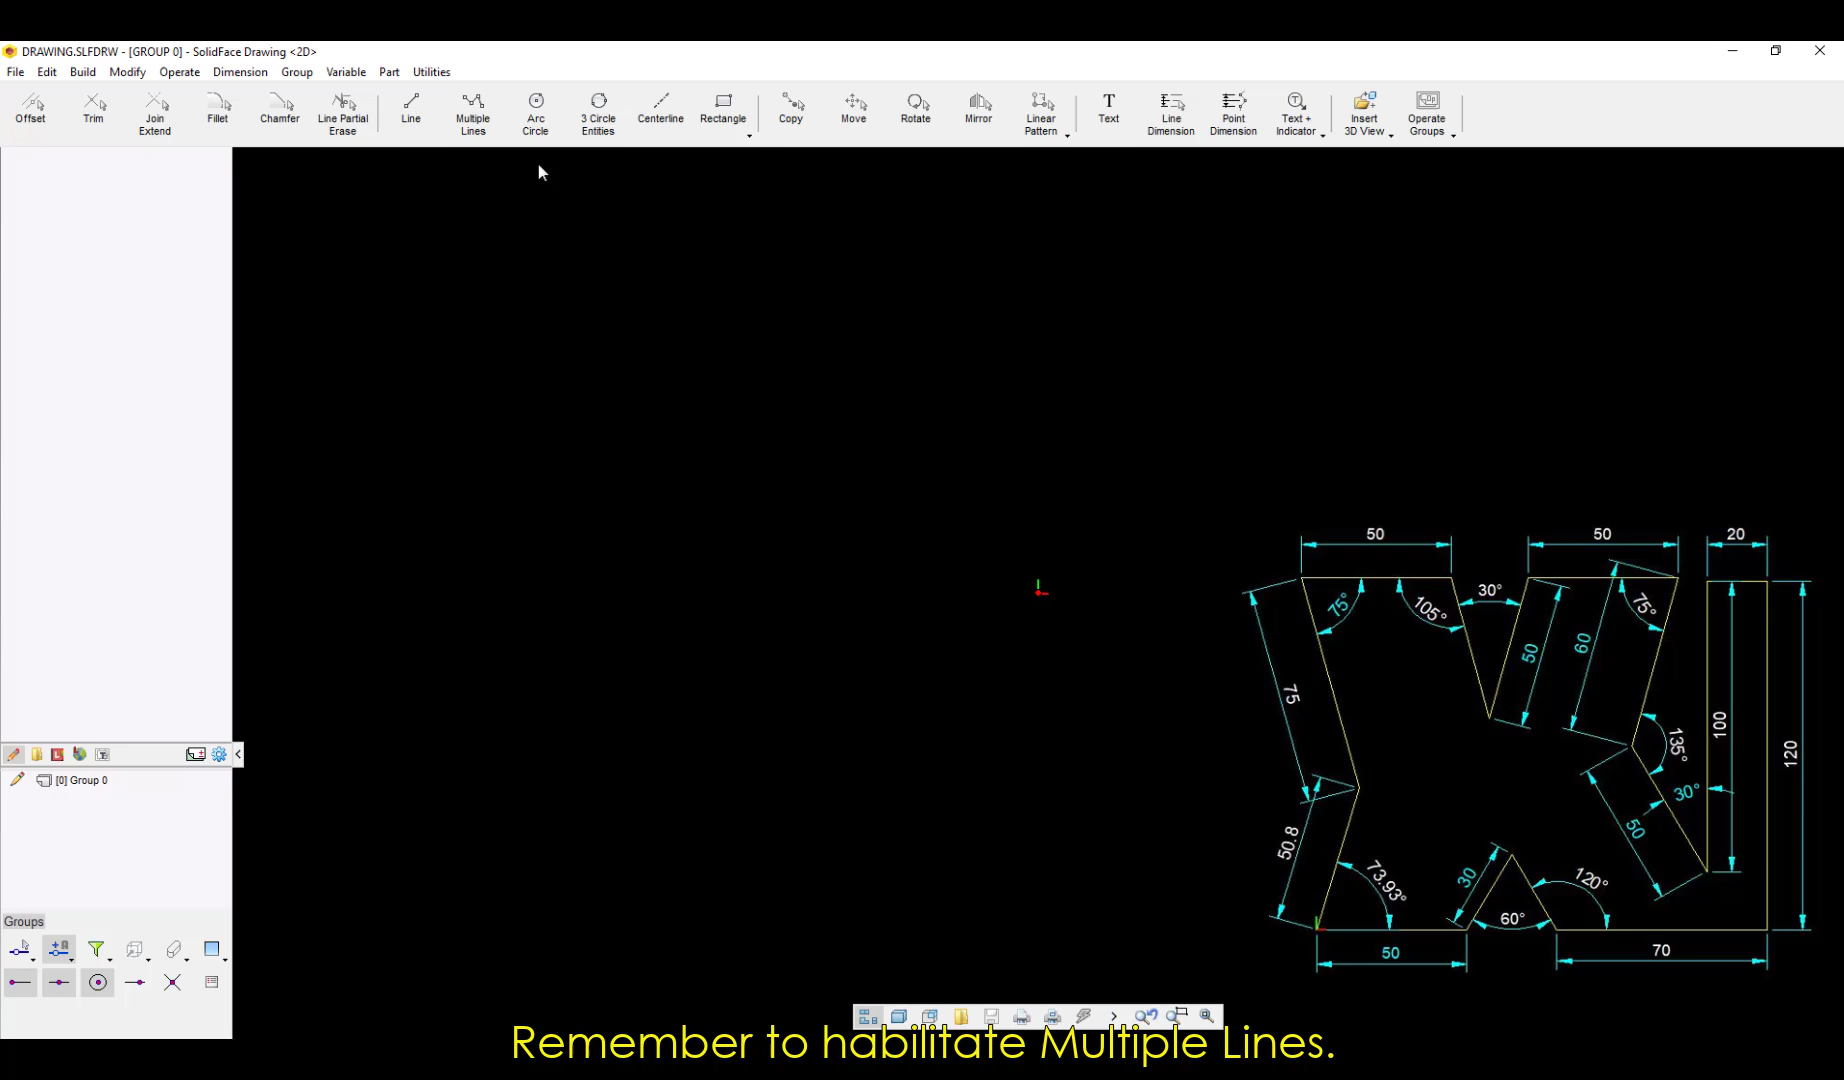 DRAWING.SLFDRW - [GROUP 0] - SolidFace Drawing <2D>
File Edit Build Modify Operate Dimension Group Variable Part Utilities
Offset
Trim
Join
Extend
Fillet
Chamfer
Line Partial
Erase
Line
Multiple
Lines
Arc
Circle
3 Circle
Entities
Centerline
Rectangle
Copy
Move
Rotate
Mirror
Linear
Pattern
Text
Line
Dimension
Point
Dimension
Text +
Indicator
Insert
3D View
Operate
Groups
50
50
20
75°
105°
30°
75°
50
60
75
135°
100
120
30°
50
50.8
73.93°
30
120°
60°
50
70
[0] Group 0
Groups
Remember to habilitate Multiple Lines.